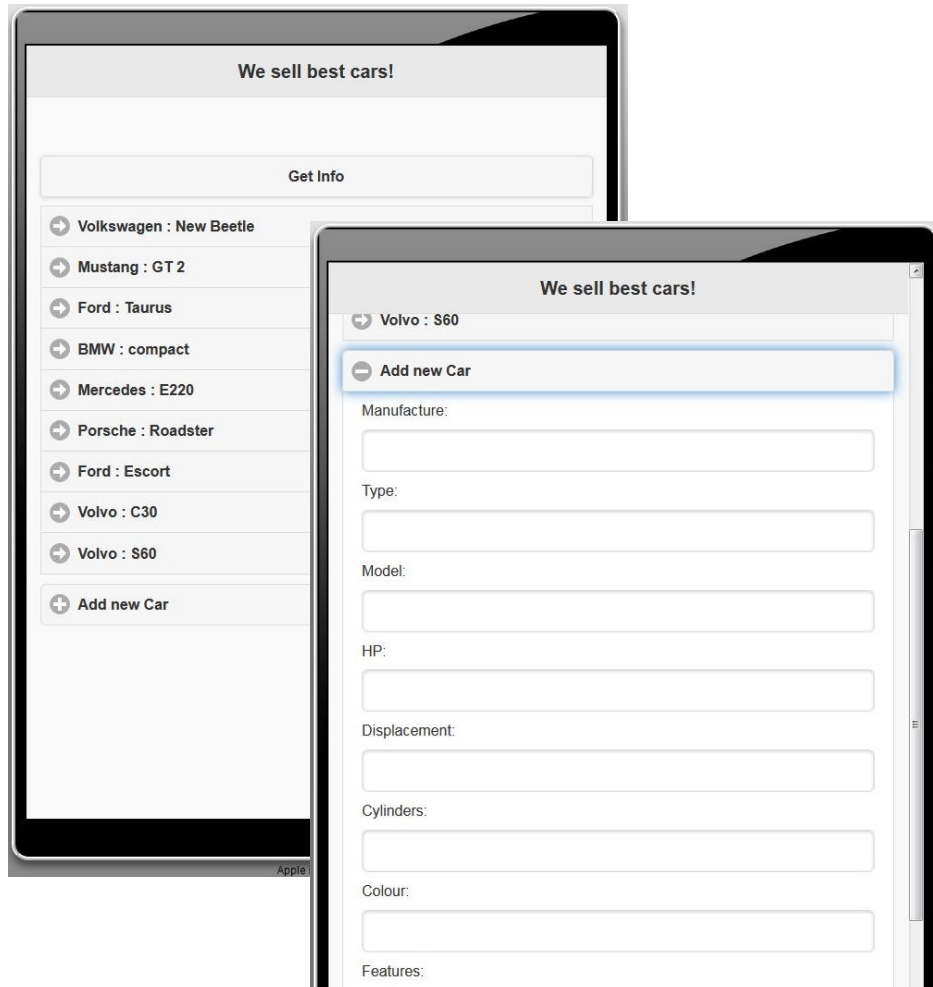 We sell best cars!
Get Info
Volkswagen : New Beetle
Mustang : GT 2
Ford : Taurus
BMW : compact
Mercedes : E220
Porsche : Roadster
Ford : Escort
Volvo : C30
Volvo : S60
Add new Car
Apple
We sell best cars!
Volvo : S60
Add new Car
Manufacture:
Type:
Model:
HP:
Displacement:
Cylinders:
Colour:
Features: